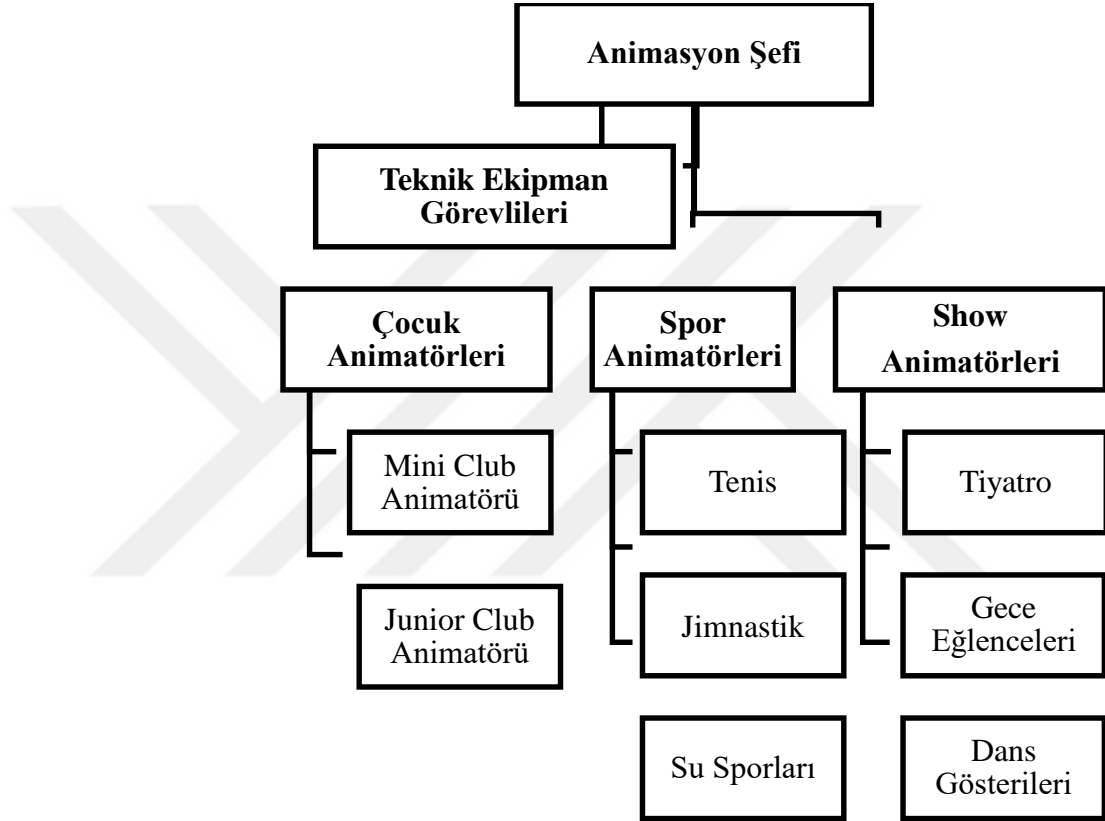 Animasyon Şefi
Teknik Ekipman
Görevlileri
Çocuk
Animatörleri
Spor
Animatörleri
Show
Animatörleri
Mini Club
Animatörü
Tenis
Tiyatro
Junior Club
Animatörü
Jimnastik
Gece
Eğlenceleri
Su Sporları
Dans
Gösterileri